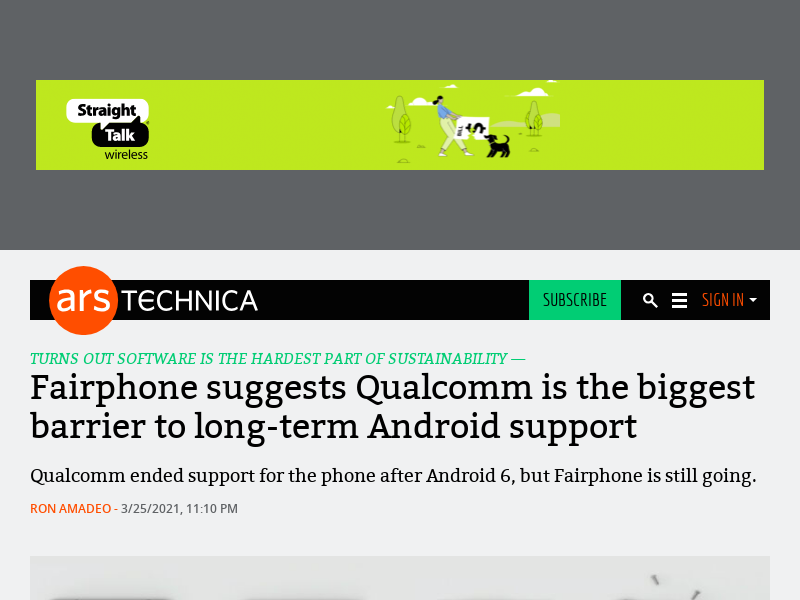 Straight
Talk
wireless
ars TECHNICA
SUBSCRIBE
SIGN IN
TURNS OUT SOFTWARE IS THE HARDEST PART OF SUSTAINABILITY —
Fairphone suggests Qualcomm is the biggest
barrier to long-term Android support
Qualcomm ended support for the phone after Android 6, but Fairphone is still going.
RON AMADEO - 3/25/2021, 11:10 PM